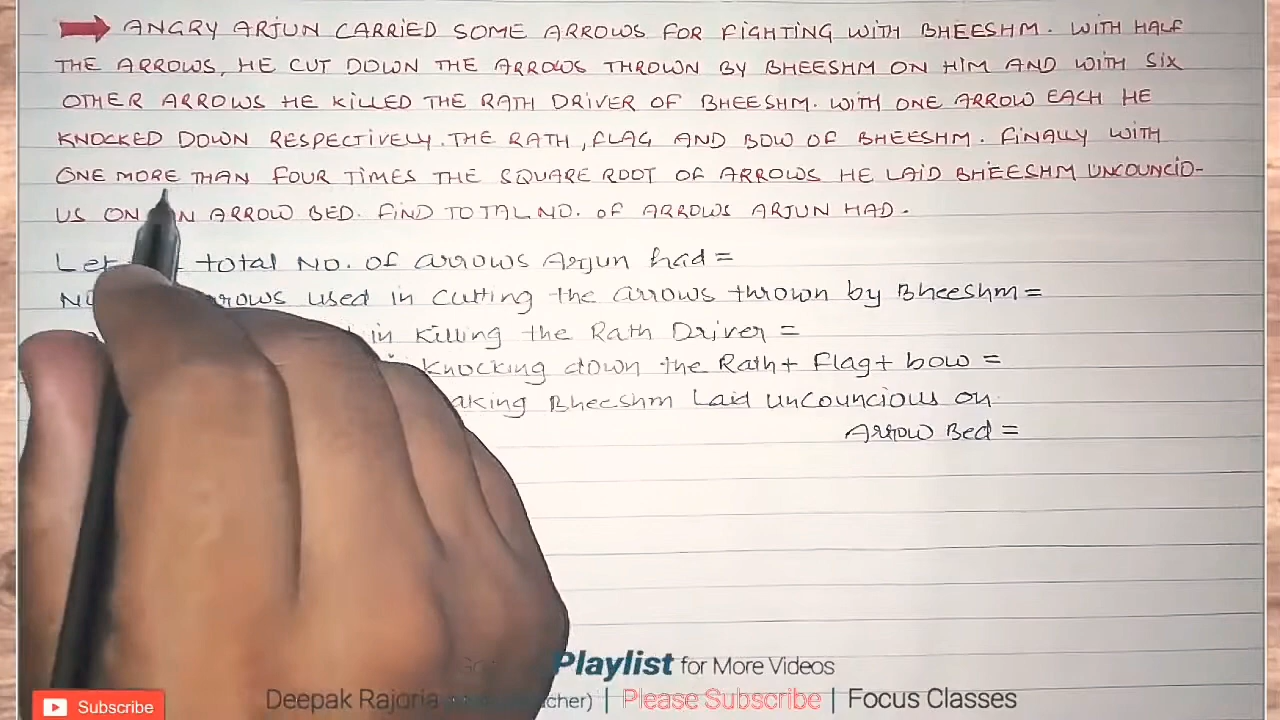 ANGRY ARJUN CARRIED SOME ARROWS FOR FIGHTING WITH BHEESHM. WITH HALF
THE ARROWS, HE CUT DOWN THE ARROWS THROWN BY BHEESHM ON HIM AND WITH SIX
OTHER ARROWS HE KILLED THE RATH DRIVER OF BHEESHM. WITH ONE ARROW EACH HE
KNOCKED DOWN RESPECTIVELY. THE RATH, FLAG AND BOW OF BHEESHM. FINALLY WITH
ONE MORE THAN FOUR TIMES THE SQUARE ROOT OF ARROWS HE LAID BHEESHM UNCOUNCIO-
US ON ARROW BED. FIND TOTAL NO. OF ARROWS ARJUN HAD.
Let total No. of arrows Arjun had =
used in cutting the arrows thrown by Bheeshm =
in killing the Rath Driver =
knocking down the Rath + Flag + bow =
Bheeshm Laid uncouncious on
Arrow Bed =
Playlist for More Videos
Deepak Rajoria | Please Subscribe | Focus Classes
Subscribe